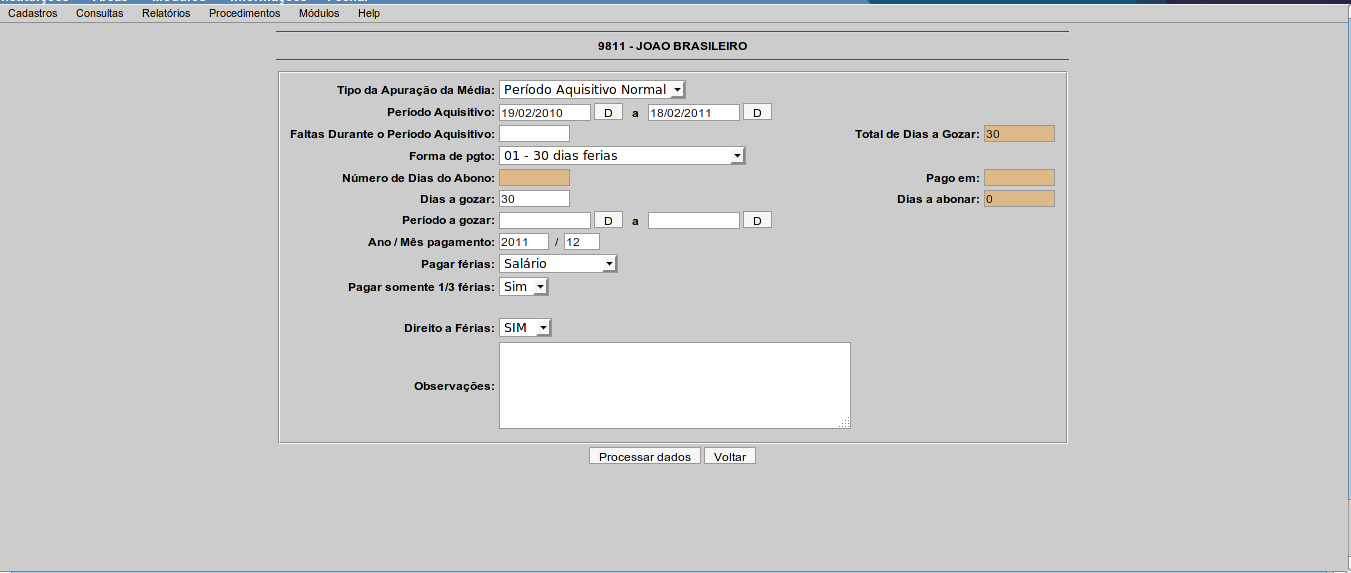 Cadastros Consultas Relatórios Procedimentos Módulos Help
9811 - JOAO BRASILEIRO
Tipo da Apuração da Média: Período Aquisitivo Normal
Período Aquisitivo: 19/02/2010 D a 18/02/2011 D
Faltas Durante o Periodo Aquisitivo: Total de Dias a Gozar: 30
Forma de pgto: 01 - 30 dias ferias
Número de Dias do Abono: Pago em:
Dias a gozar: 30 Dias a abonar: 0
Período a gozar: D a D
Ano / Mês pagamento: 2011 / 12
Pagar férias: Salário
Pagar somente 1/3 férias: Sim
Direito a Férias: SIM
Observações:
Processar dados Voltar